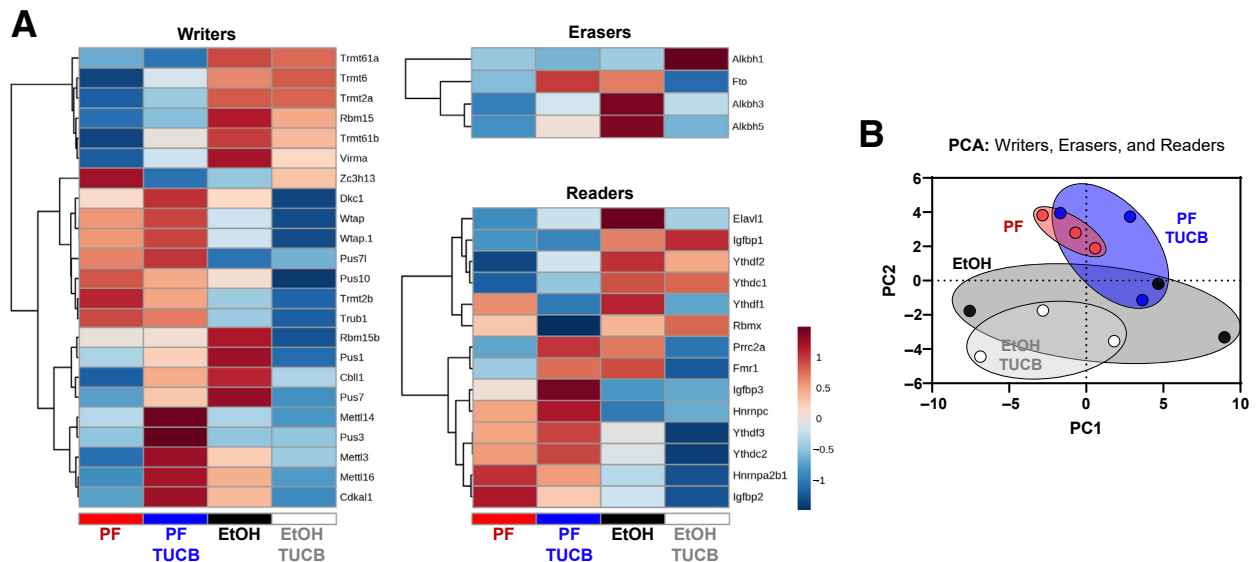 A
Writers
Trmt61a
Trmt6
Trmt2a
Rbm15
Trmt61b
Virma
Zc3h13
Dkc1
Wtap
Wtap.1
Pus7l
Pus10
Trmt2b
Trub1
Rbm15b
Pus1
Cbll1
Pus7
Mettl14
Pus3
Mettl3
Mettl16
Cdkal1
PF
PF
TUCB
EtOH
EtOH
TUCB
Erasers
Alkbh1
Fto
Alkbh3
Alkbh5
Readers
Elavl1
Igfbp1
Ythdf2
Ythdc1
Ythdf1
Rbmx
Prrc2a
Fmr1
Igfbp3
Hnrnpc
Ythdf3
Ythdc2
Hnrnpa2b1
Igfbp2
PF
PF
TUCB
EtOH
EtOH
TUCB
1
0.5
0
−0.5
−1
B
PCA: Writers, Erasers, and Readers
6
4
2
0
−2
−4
−6
PC2
PF
PF
TUCB
EtOH
EtOH
TUCB
−10
−5
0
5
10
PC1